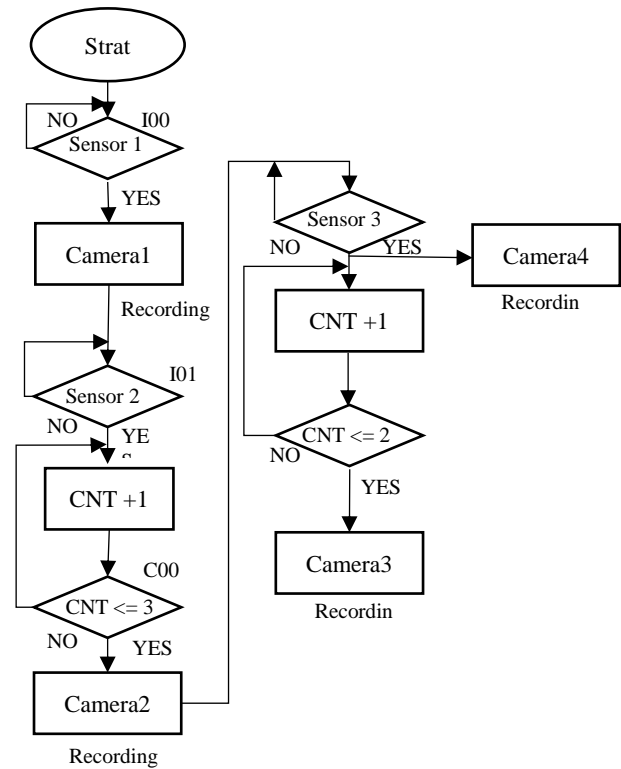 Strat
NO
I00
Sensor 1
YES
Camera1
Recording
I01
Sensor 2
NO
YE
CNT +1
C00
CNT <= 3
NO
YES
Camera2
Recording
Sensor 3
NO
YES
Camera4
Recordin
CNT +1
CNT <= 2
NO
YES
Camera3
Recordin